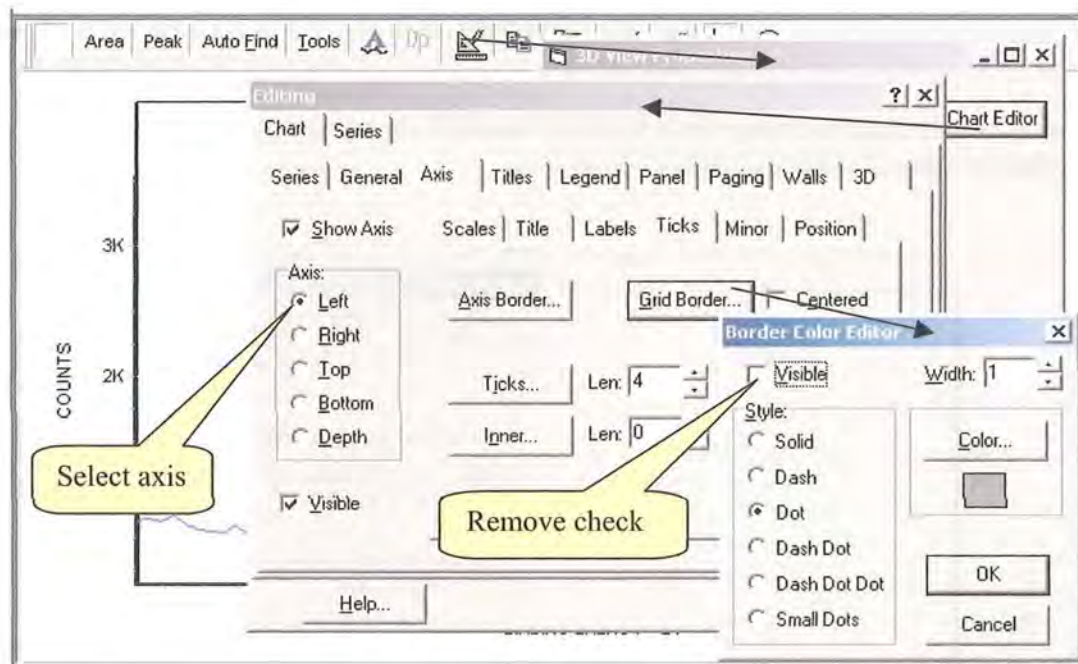 Area Peak Auto Find Tools
3D View Prop
Chart Editor
Editing
Chart Series
Series General Axis Titles Legend Panel Paging Walls 3D
Show Axis
Scales Title Labels Ticks Minor Position
Axis:
Left
Right
Top
Bottom
Depth
Visible
Axis Border...
Grid Border...
Centered
Ticks...
Len: 4
Inner...
Len: 0
Help...
3K
2K
COUNTS
Select axis
Remove check
Border Color Editor
Visible
Width: 1
Style:
Solid
Dash
Dot
Dash Dot
Dash Dot Dot
Small Dots
Color...
OK
Cancel